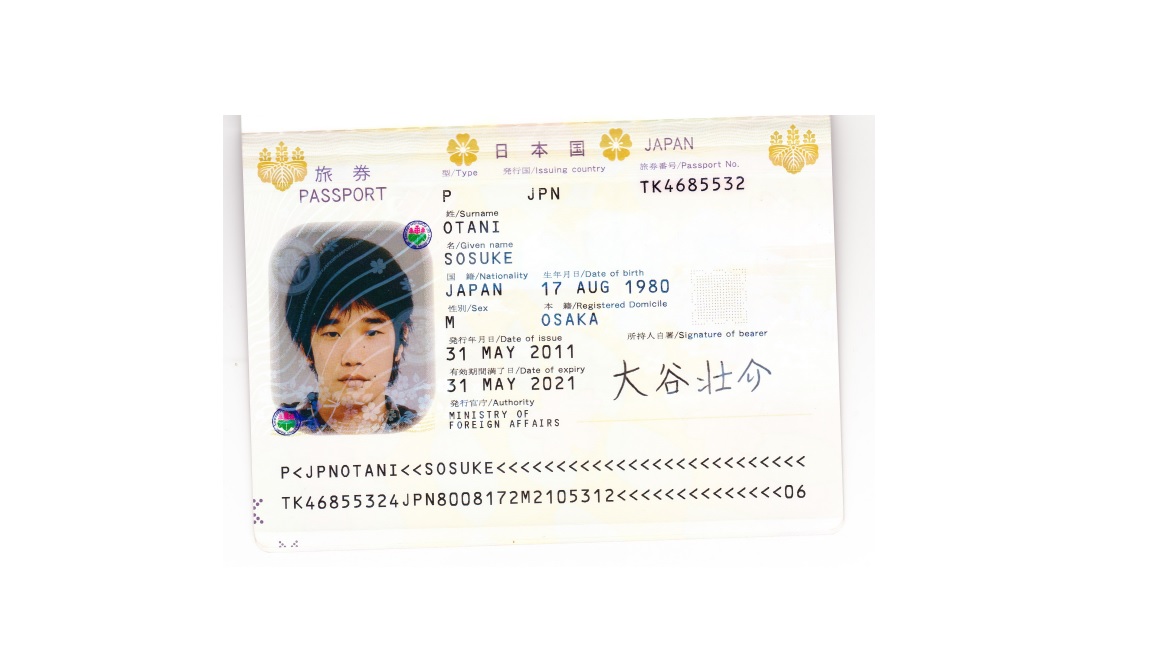 日本国 JAPAN
旅券 型/Type 発行国/Issuing country 旅券番号/Passport No.
PASSPORT P JPN TK4685532
姓/Surname
OTANI
名/Given name
SOSUKE
国 籍/Nationality 生年月日/Date of birth
JAPAN 17 AUG 1980
性別/Sex 本 籍/Registered Domicile
M OSAKA
発行年月日/Date of issue 所持人自署/Signature of bearer
31 MAY 2011
有効期間満了日/Date of expiry 大谷壮介
31 MAY 2021
発行官庁/Authority
MINISTRY OF
FOREIGN AFFAIRS
P<JPNOTANI<<SOSUKE<<<<<<<<<<<<<<<<<<<<<<<<<<
TK46855324JPN8008172M2105312<<<<<<<<<<<<<<06